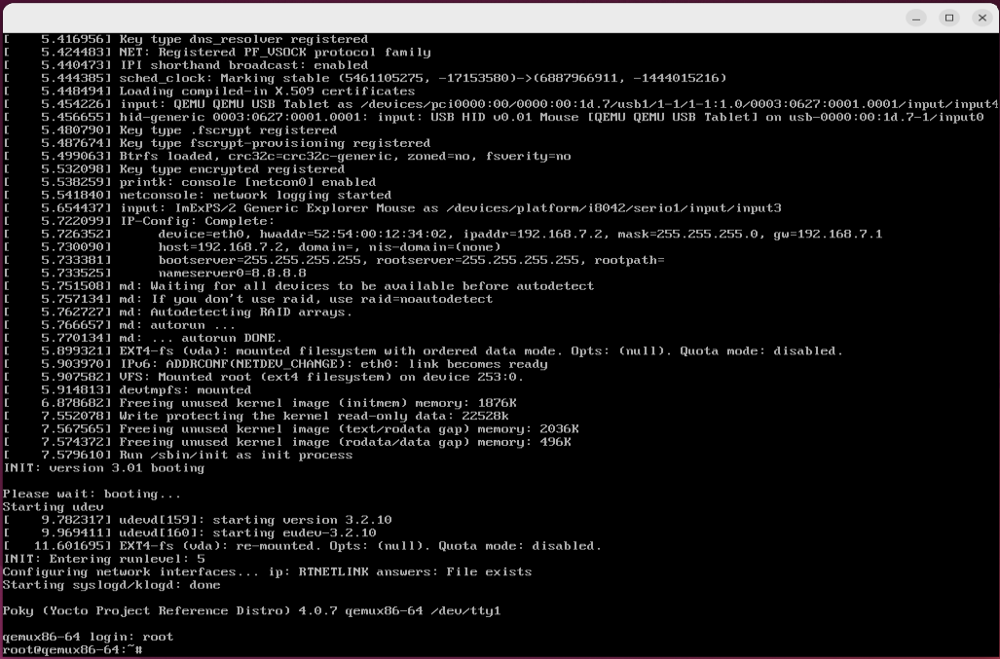 [    5.416956] Key type dns_resolver registered
[    5.424483] NET: Registered PF_VSOCK protocol family
[    5.440473] IPI shorthand broadcast: enabled
[    5.444385] sched_clock: Marking stable (5461105275, -17153580)->(6887966911, -1444015216)
[    5.448494] Loading compiled-in X.509 certificates
[    5.454226] input: QEMU QEMU USB Tablet as /devices/pci0000:00/0000:00:1d.7/usb1/1-1/1-1:1.0/0003:0627:0001.0001/input/input4
[    5.456655] hid-generic 0003:0627:0001.0001: input: USB HID v0.01 Mouse [QEMU QEMU USB Tablet] on usb-0000:00:1d.7-1/input0
[    5.480790] Key type .fscrypt registered
[    5.487674] Key type fscrypt-provisioning registered
[    5.499063] Btrfs loaded, crc32c=crc32c-generic, zoned=no, fsverity=no
[    5.532098] Key type encrypted registered
[    5.538259] printk: console [netcon0] enabled
[    5.541840] netconsole: network logging started
[    5.654437] input: ImExPS/2 Generic Explorer Mouse as /devices/platform/i8042/serio1/input/input3
[    5.722099] IP-Config: Complete:
[    5.726352]      device=eth0, hwaddr=52:54:00:12:34:02, ipaddr=192.168.7.2, mask=255.255.255.0, gw=192.168.7.1
[    5.730090]      host=192.168.7.2, domain=, nis-domain=(none)
[    5.733381]      bootserver=255.255.255.255, rootserver=255.255.255.255, rootpath=
[    5.733525]      nameserver0=8.8.8.8
[    5.751508] md: Waiting for all devices to be available before autodetect
[    5.757134] md: If you don't use raid, use raid=noautodetect
[    5.762727] md: Autodetecting RAID arrays.
[    5.766657] md: autorun ...
[    5.770134] md: ... autorun DONE.
[    5.899321] EXT4-fs (vda): mounted filesystem with ordered data mode. Opts: (null). Quota mode: disabled.
[    5.903970] IPv6: ADDRCONF(NETDEV_CHANGE): eth0: link becomes ready
[    5.907582] VFS: Mounted root (ext4 filesystem) on device 253:0.
[    5.914813] devtmpfs: mounted
[    6.878682] Freeing unused kernel image (initmem) memory: 1876K
[    7.552078] Write protecting the kernel read-only data: 22528k
[    7.567565] Freeing unused kernel image (text/rodata gap) memory: 2036K
[    7.574372] Freeing unused kernel image (rodata/data gap) memory: 496K
[    7.579610] Run /sbin/init as init process
INIT: version 3.01 booting
Please wait: booting...
Starting udev
[    9.782317] udevd[159]: starting version 3.2.10
[    9.969411] udevd[160]: starting eudev-3.2.10
[   11.601695] EXT4-fs (vda): re-mounted. Opts: (null). Quota mode: disabled.
INIT: Entering runlevel: 5
Configuring network interfaces... ip: RTNETLINK answers: File exists
Starting syslogd/klogd: done
Poky (Yocto Project Reference Distro) 4.0.7 qemux86-64 /dev/tty1
qemux86-64 login: root
root@qemux86-64:~#